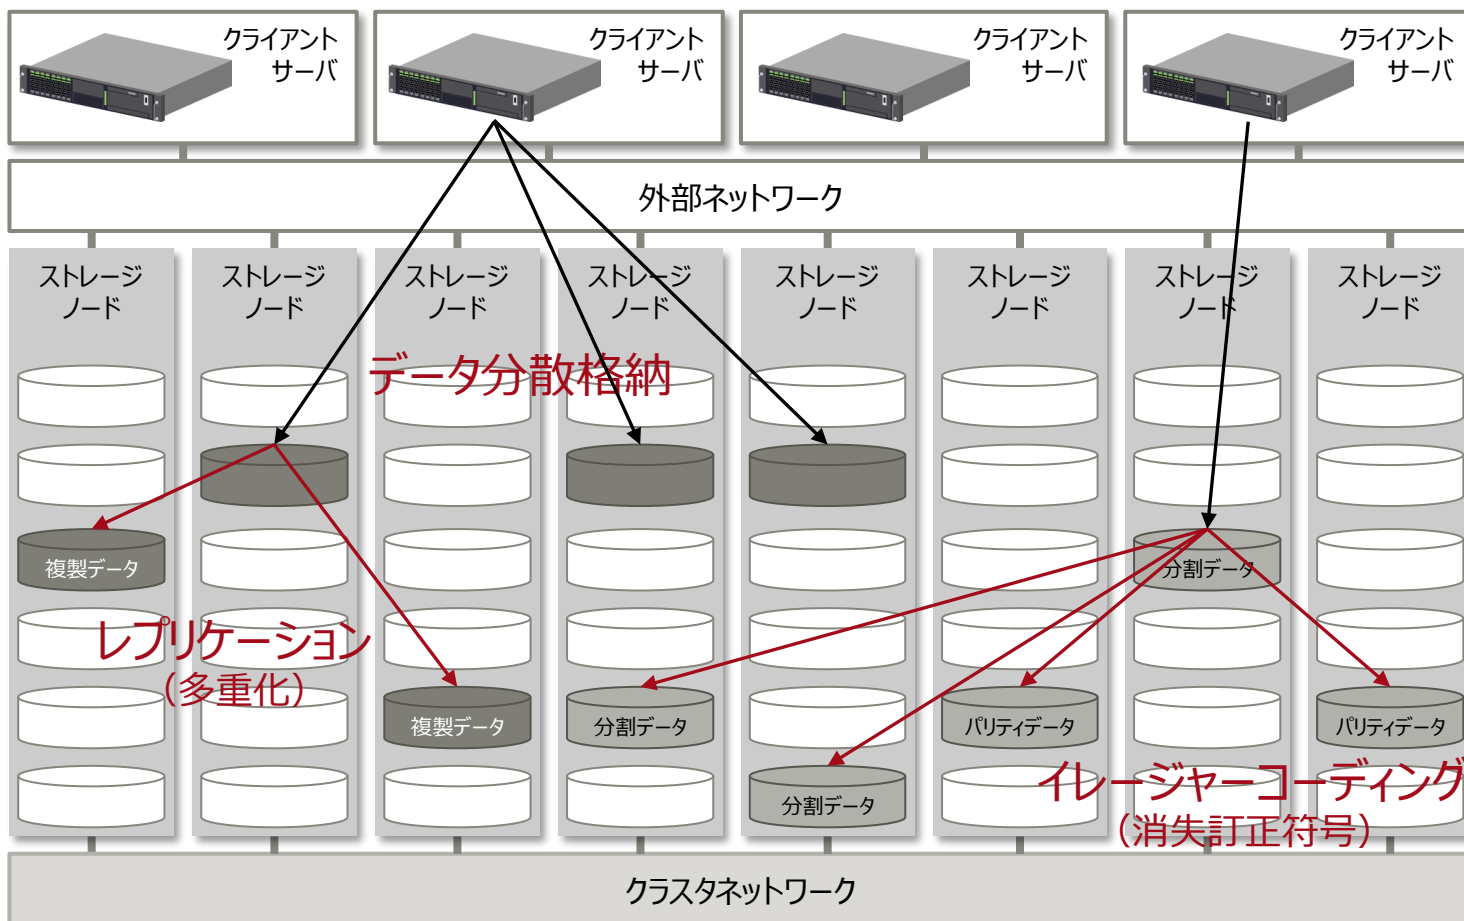 クライアント
サーバ
クライアント
サーバ
クライアント
サーバ
クライアント
サーバ
外部ネットワーク
ストレージ
ノード
ストレージ
ノード
ストレージ
ノード
ストレージ
ノード
ストレージ
ノード
ストレージ
ノード
ストレージ
ノード
ストレージ
ノード
データ分散格納
複製データ
分割データ
レプリケーション
（多重化）
複製データ
分割データ
パリティデータ
パリティデータ
分割データ
イレージャーコーディング
（消失訂正符号）
クラスタネットワーク